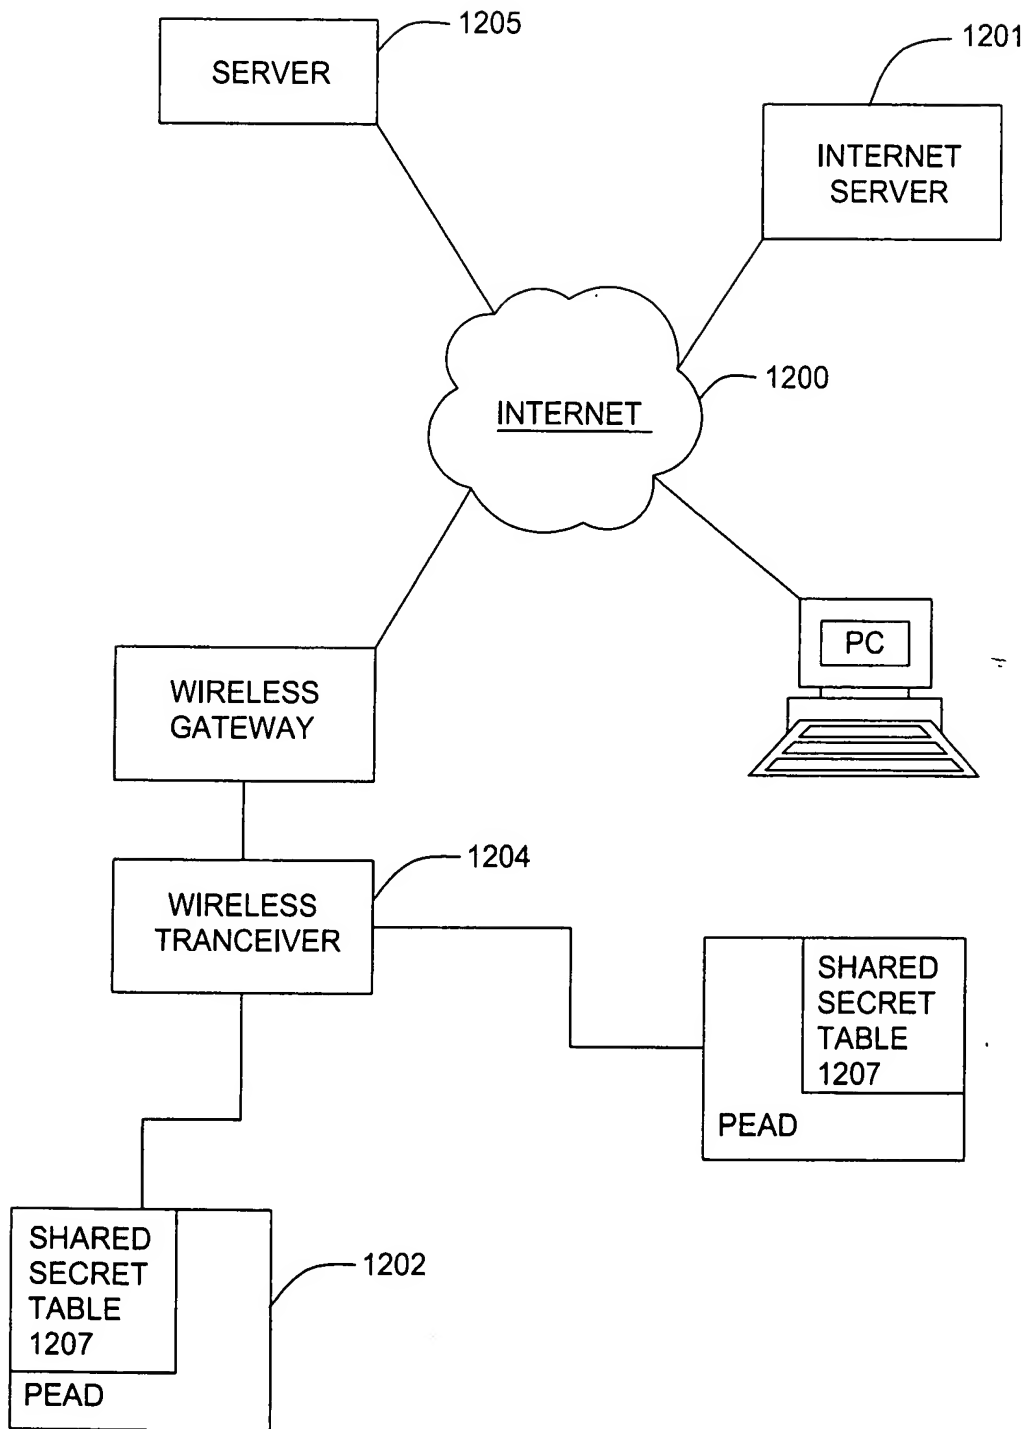 1205
SERVER
1201
INTERNET
SERVER
1200
INTERNET
PC
WIRELESS
GATEWAY
1204
WIRELESS
TRANCEIVER
SHARED
SECRET
TABLE
1207
PEAD
SHARED
SECRET
TABLE
1207
PEAD
1202